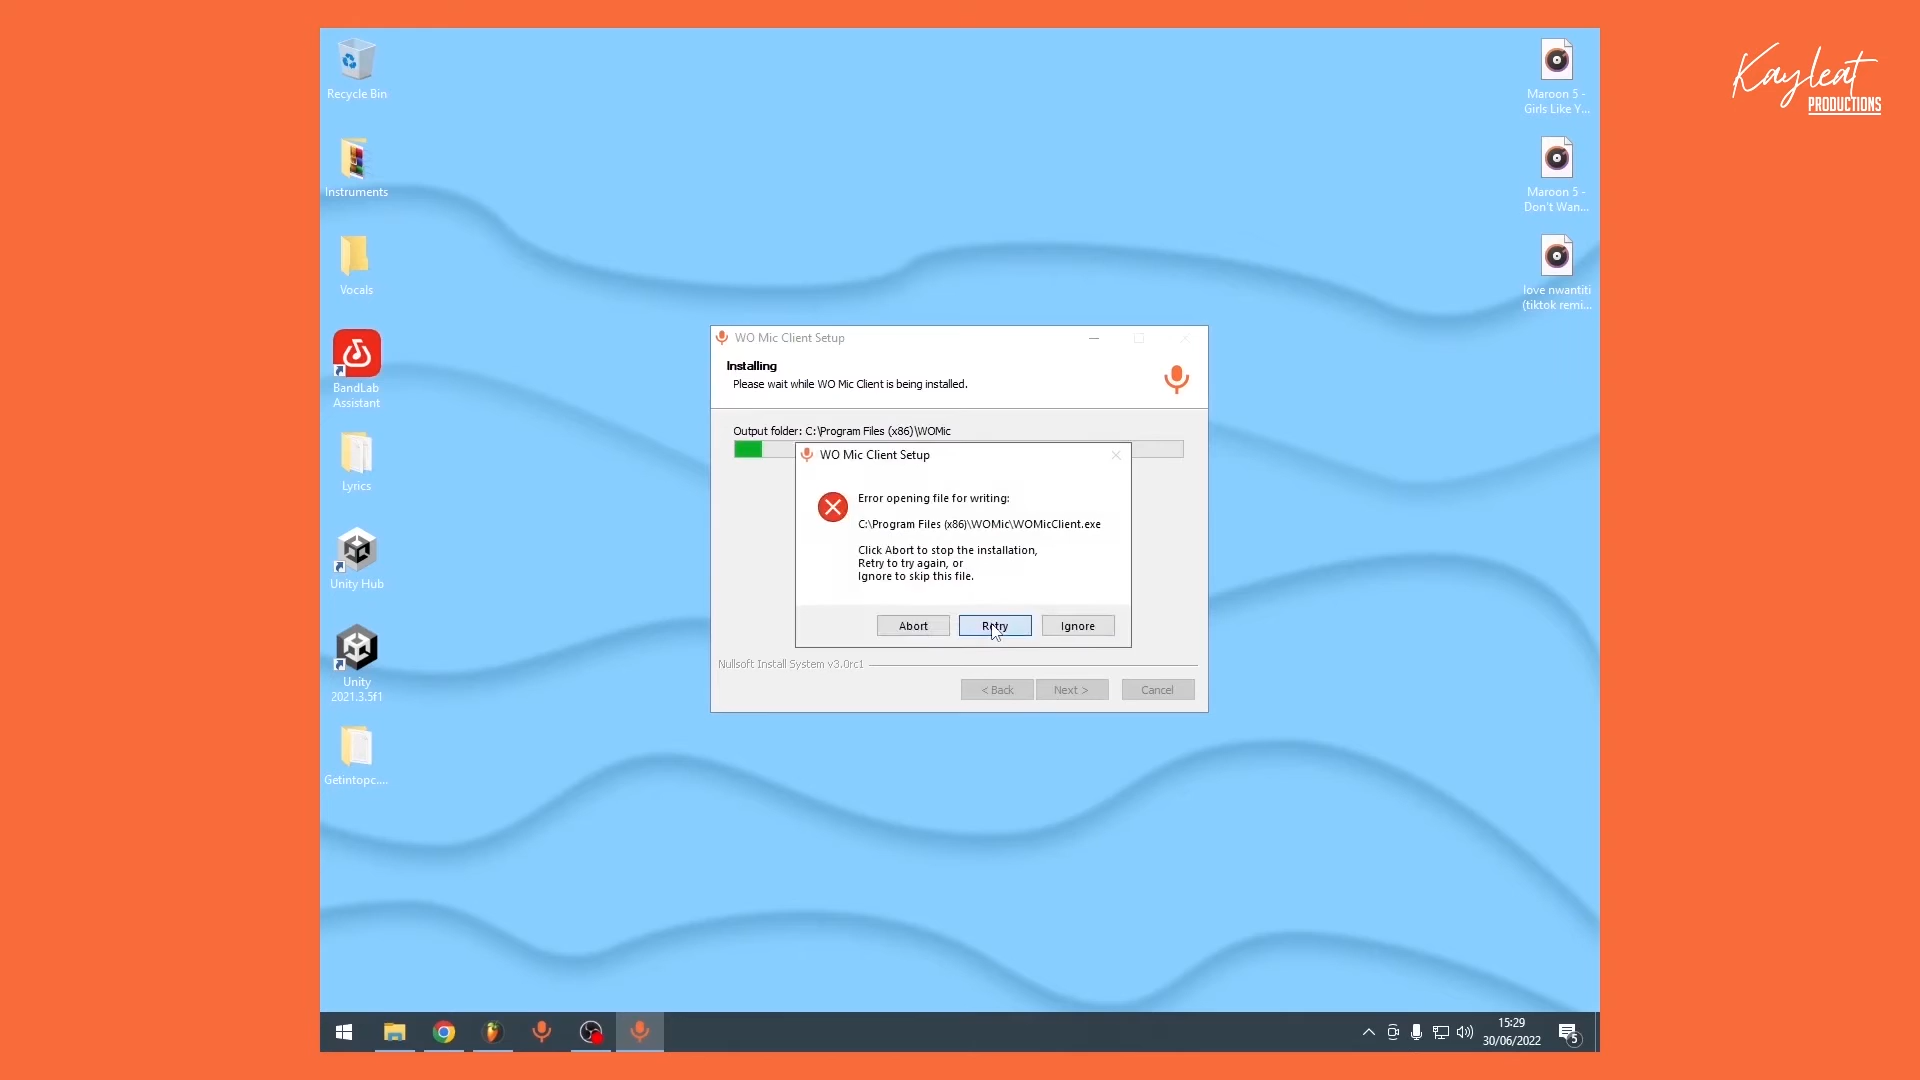 Kayleat
PRODUCTIONS
Recycle Bin
Instruments
Vocals
BandLab
Assistant
Lyrics
Unity Hub
Unity
2021.3.5f1
Getintopc....
Maroon 5 -
Girls Like Y...
Maroon 5 -
Don't Wan...
love nwantiti
(tiktok remi...
WO Mic Client Setup
Installing
Please wait while WO Mic Client is being installed.
Output folder: C:\Program Files (x86)\WOMic
WO Mic Client Setup
Error opening file for writing:
C:\Program Files (x86)\WOMic\WOMicClient.exe
Click Abort to stop the installation,
Retry to try again, or
Ignore to skip this file.
Abort Retry Ignore
Nullsoft Install System v3.0rc1
< Back Next > Cancel
15:29
30/06/2022
5